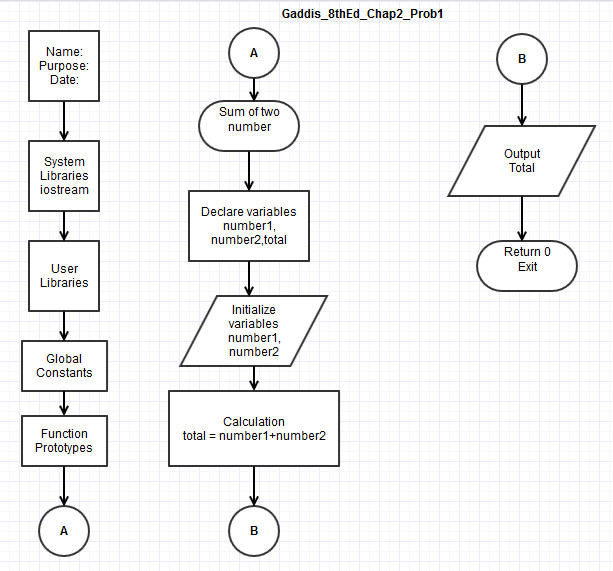 Gaddis_8thEd_Chap2_Prob1
Name:
Purpose:
Date:
System
Libraries
iostream
User
Libraries
Global
Constants
Function
Prototypes
A
A
Sum of two
number
Declare variables
number1,
number2,total
Initialize
variables
number1,
number2
Calculation
total = number1+number2
B
B
Output
Total
Return 0
Exit